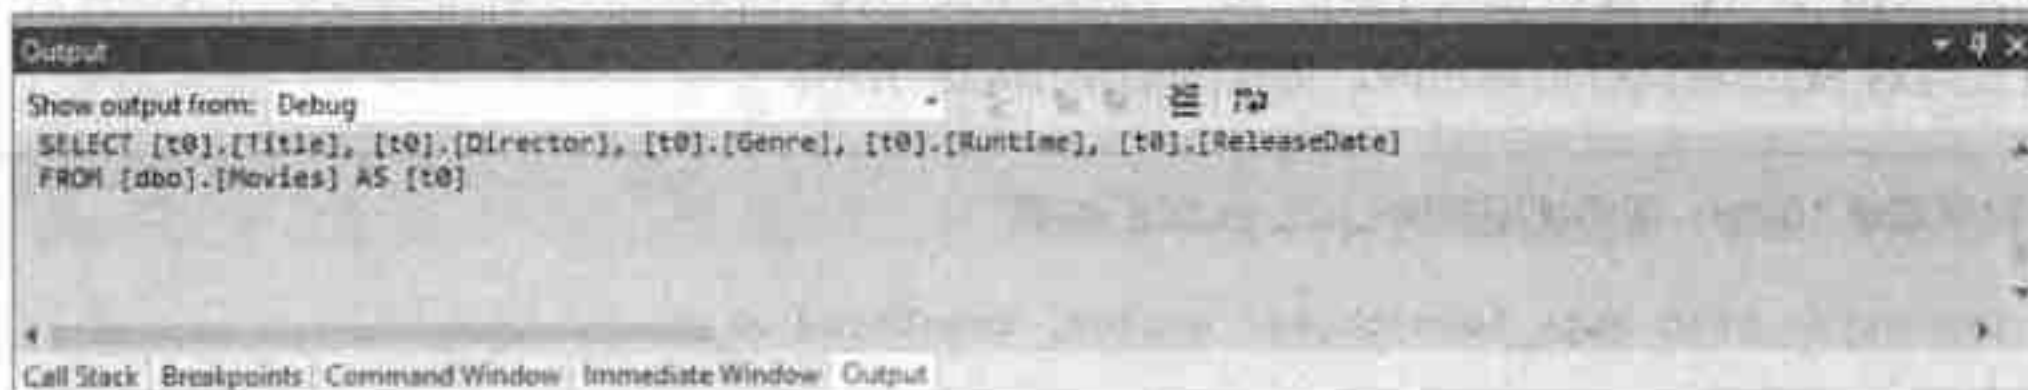 Output
Show output from: Debug
SELECT [t0].[Title], [t0].[Director], [t0].[Genre], [t0].[Runtime], [t0].[ReleaseDate]
FROM [dbo].[Movies] AS [t0]
Call Stack Breakpoints Command Window Immediate Window Output